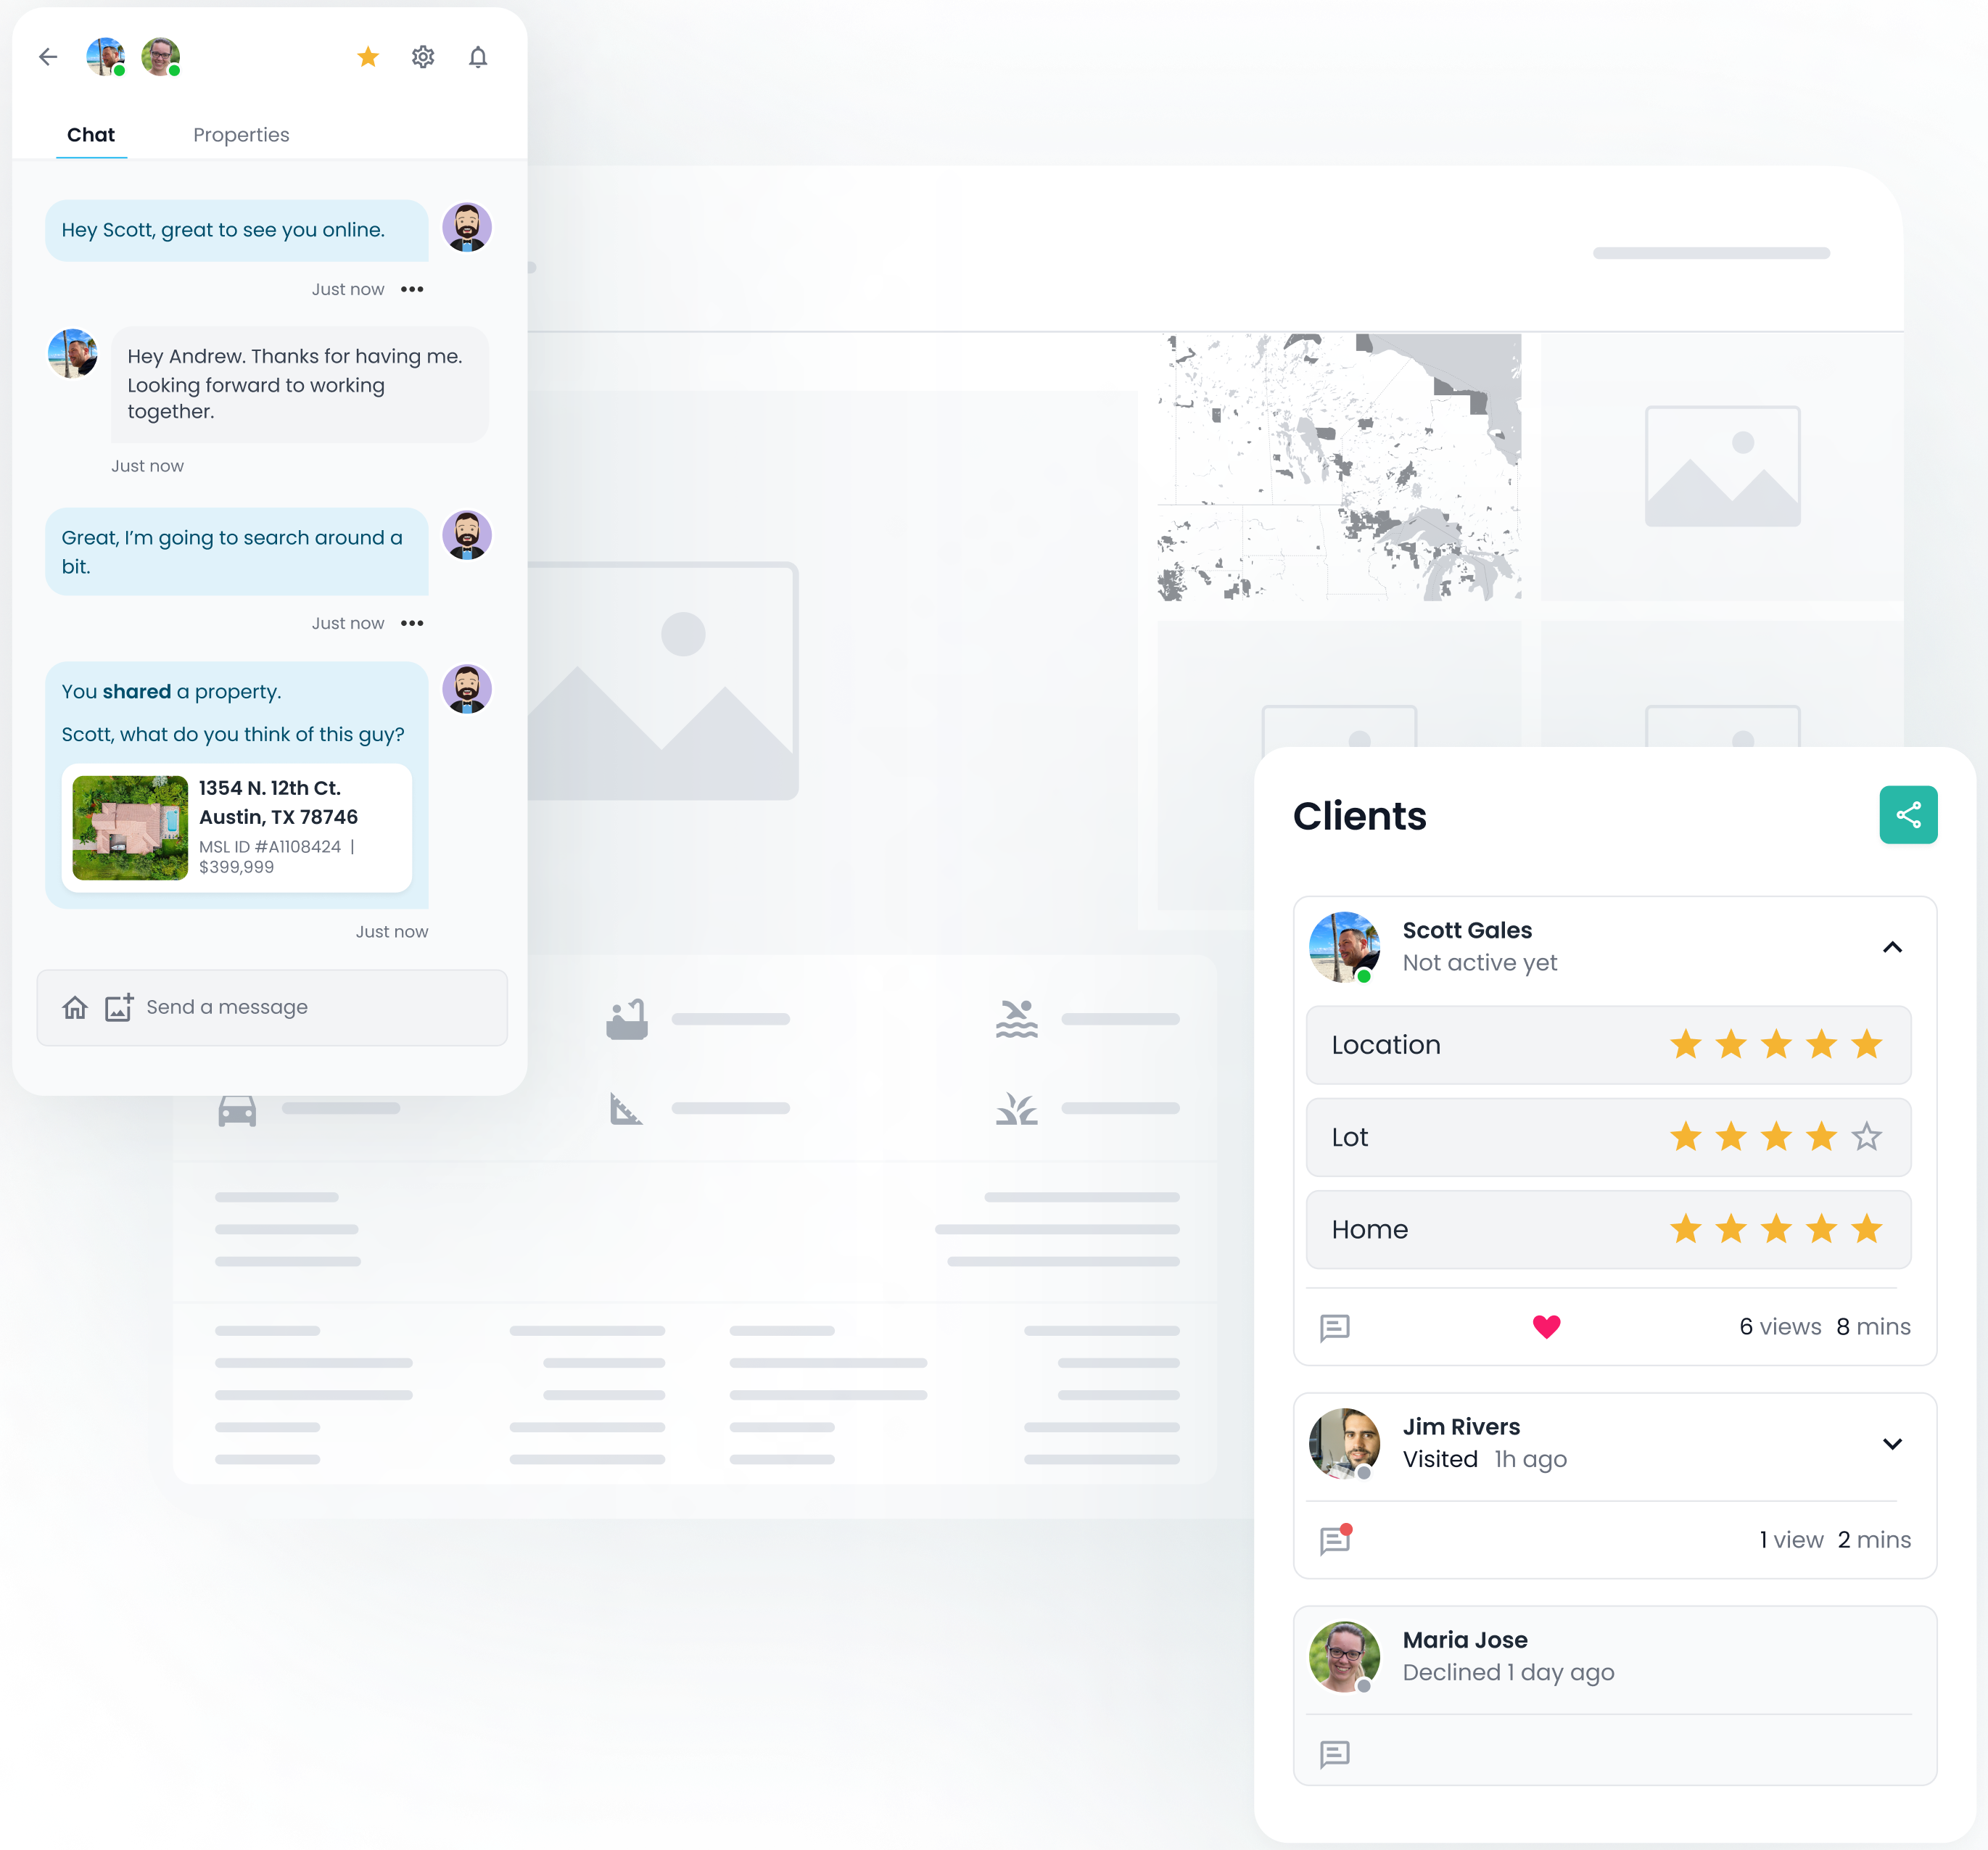 Chat
Properties
Hey Scott, great to see you online.
Just now
Hey Andrew. Thanks for having me.
Looking forward to working
together.
Just now
Great, I’m going to search around a
bit.
Just now
You shared a property.
Scott, what do you think of this guy?
1354 N. 12th Ct.
Austin, TX 78746
MSL ID #A1108424 |
$399,999
Just now
Send a message
Clients
Scott Gales
Not active yet
Location
Lot
Home
6 views 8 mins
Jim Rivers
Visited 1h ago
1 view 2 mins
Maria Jose
Declined 1 day ago